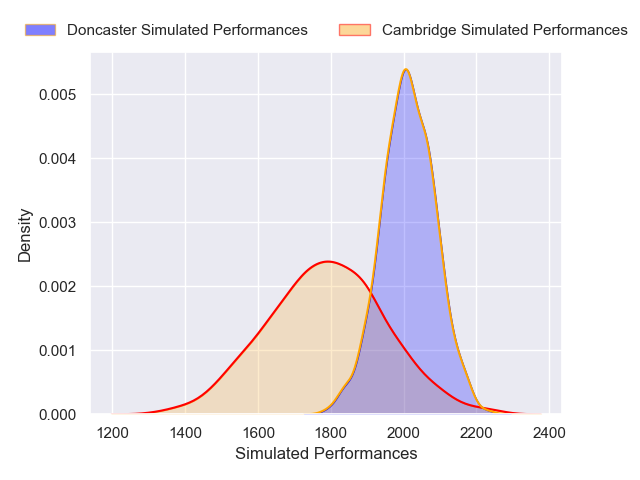 Doncaster Simulated Performances Cambridge Simulated Performances
0.005
0.004
0.003
0.002
0.001
0.000
Density
1200 1400 1600 1800 2000 2200 2400
Simulated Performances